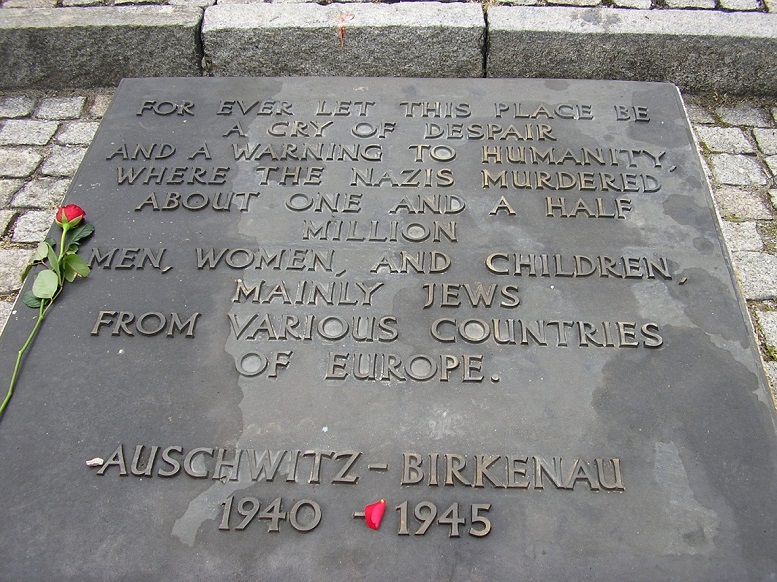 FOR EVER LET THIS PLACE BE
A CRY OF DESPAIR
AND A WARNING TO HUMANITY,
WHERE THE NAZIS MURDERED
ABOUT ONE AND A HALF
MILLION
MEN, WOMEN, AND CHILDREN,
MAINLY JEWS
FROM VARIOUS COUNTRIES
OF EUROPE.
AUSCHWITZ-BIRKENAU
1940 - 1945